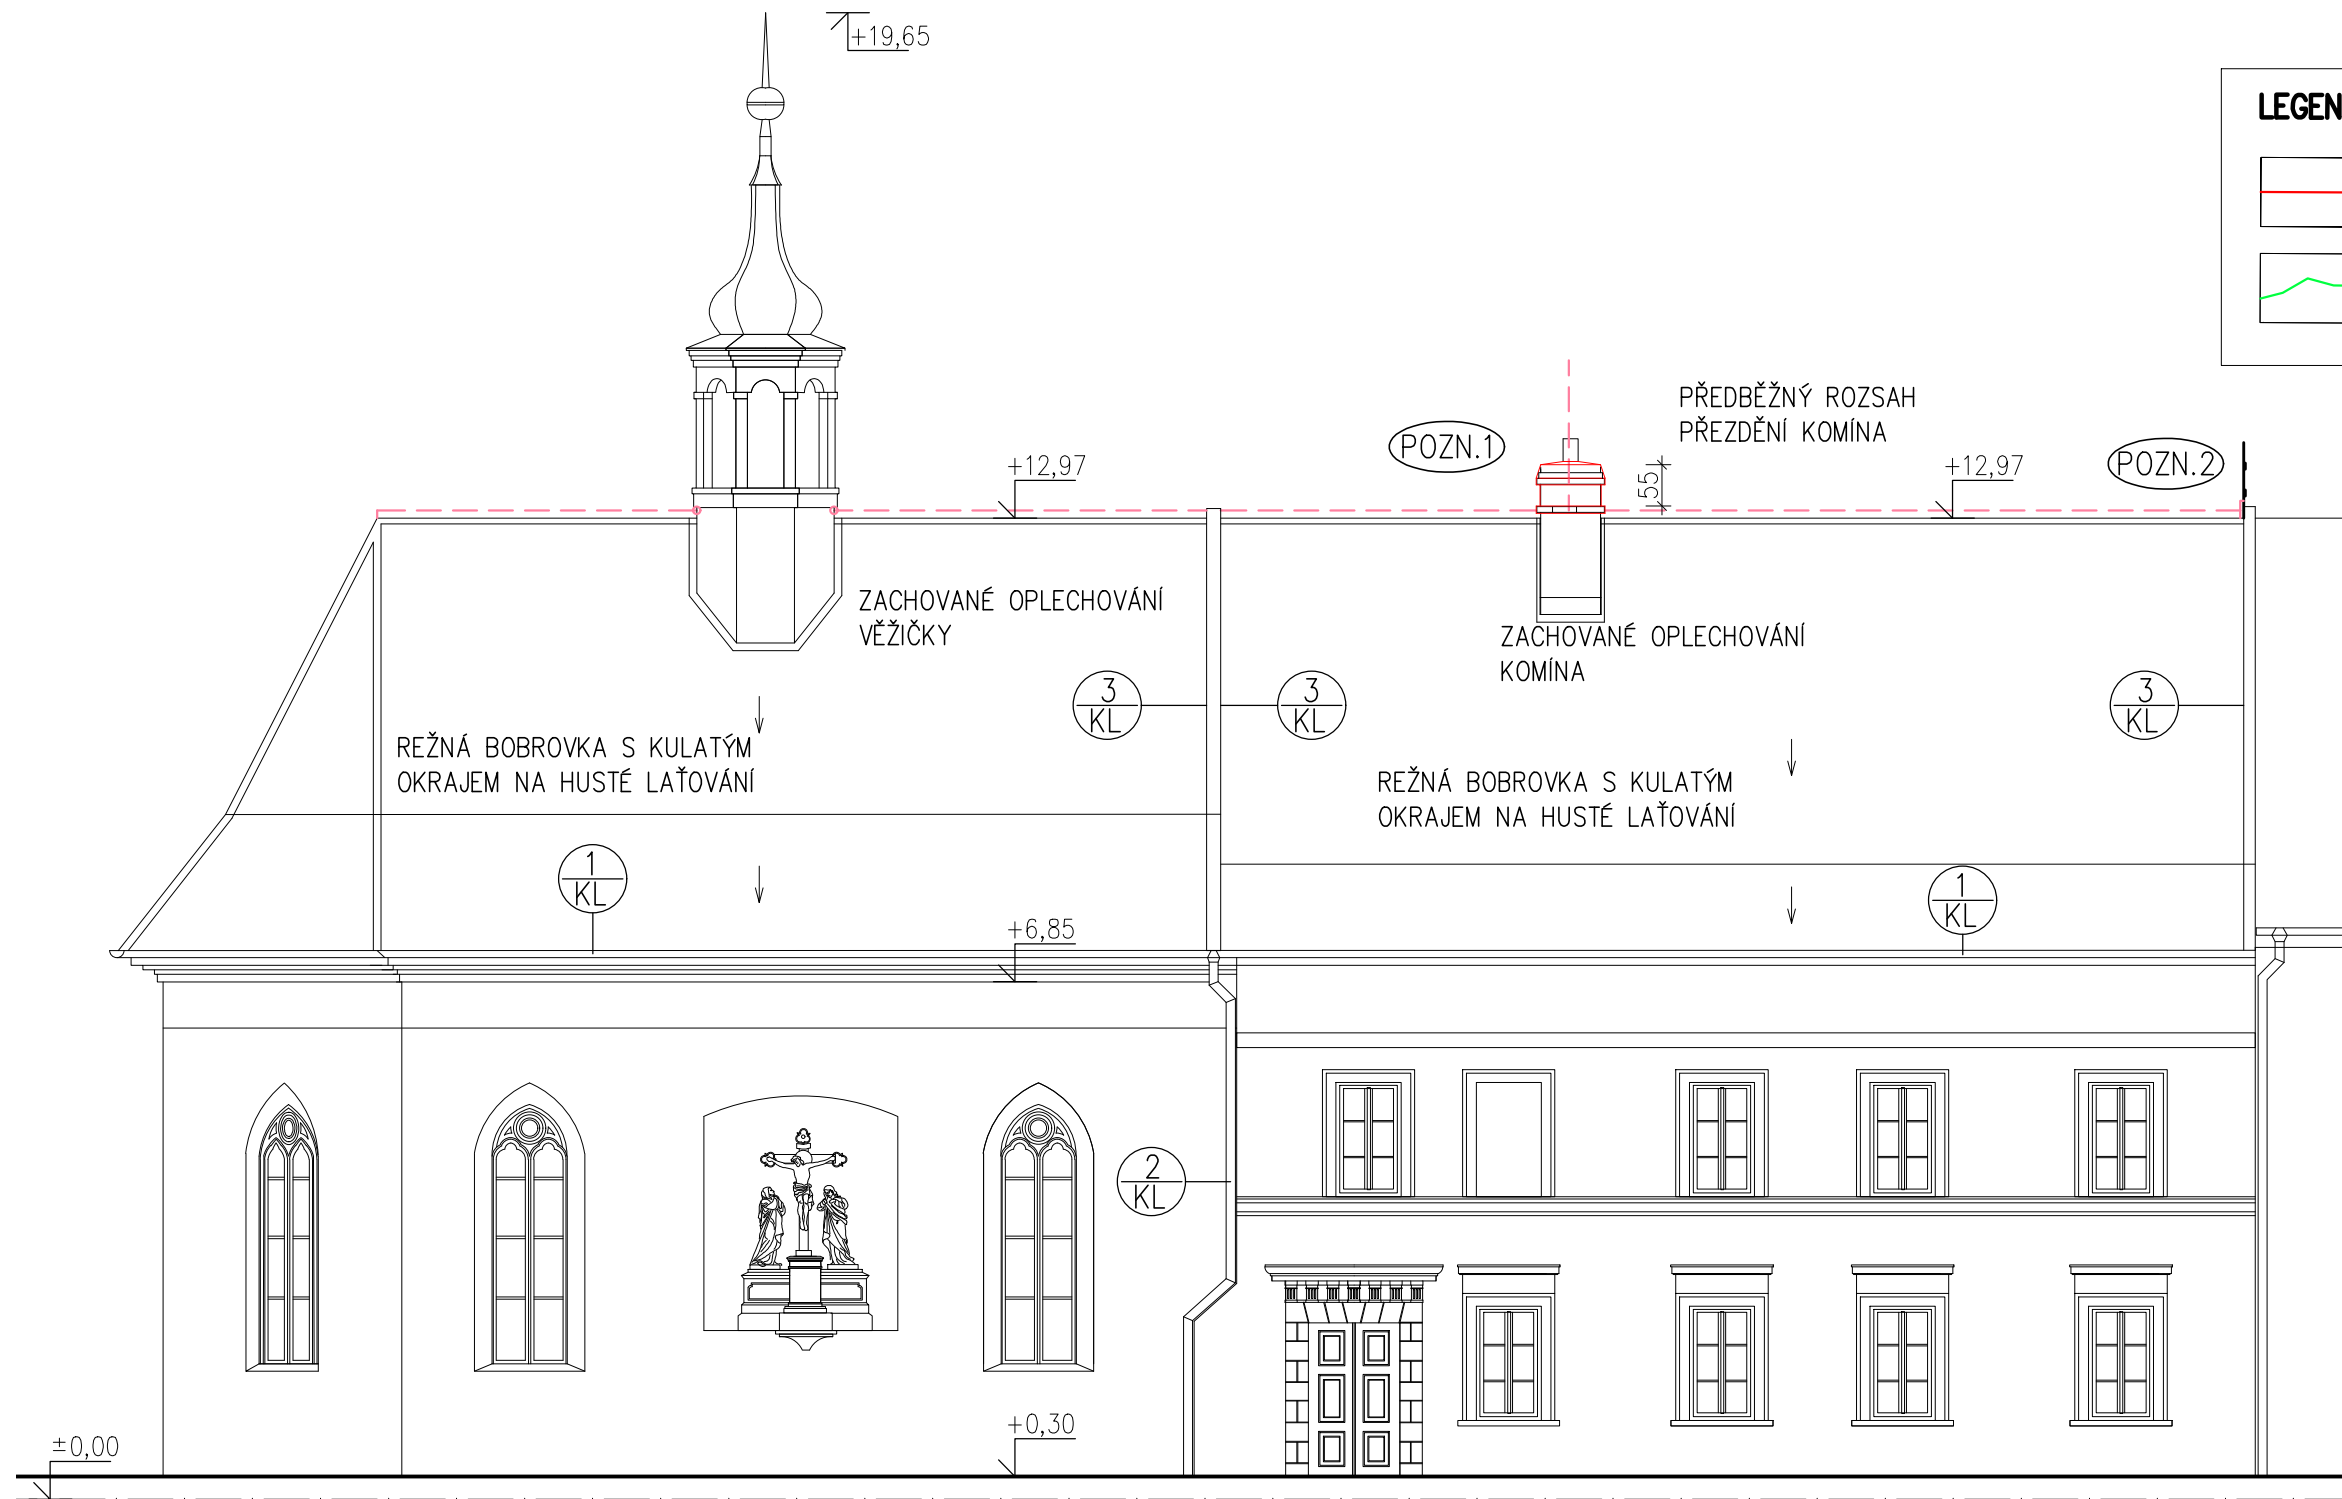 +19,65
LEGEN
PŘEDBĚŽNÝ ROZSAH
PŘEZDĚNÍ KOMÍNA
POZN.1
+12,97
55
+12,97
POZN.2
ZACHOVANÉ OPLECHOVÁNÍ
VĚŽIČKY
ZACHOVANÉ OPLECHOVÁNÍ
KOMÍNA
3
KL
3
KL
3
KL
REŽNÁ BOBROVKA S KULATÝM
OKRAJEM NA HUSTÉ LAŤOVÁNÍ
REŽNÁ BOBROVKA S KULATÝM
OKRAJEM NA HUSTÉ LAŤOVÁNÍ
1
KL
1
KL
+6,85
2
KL
+0,30
±0,00